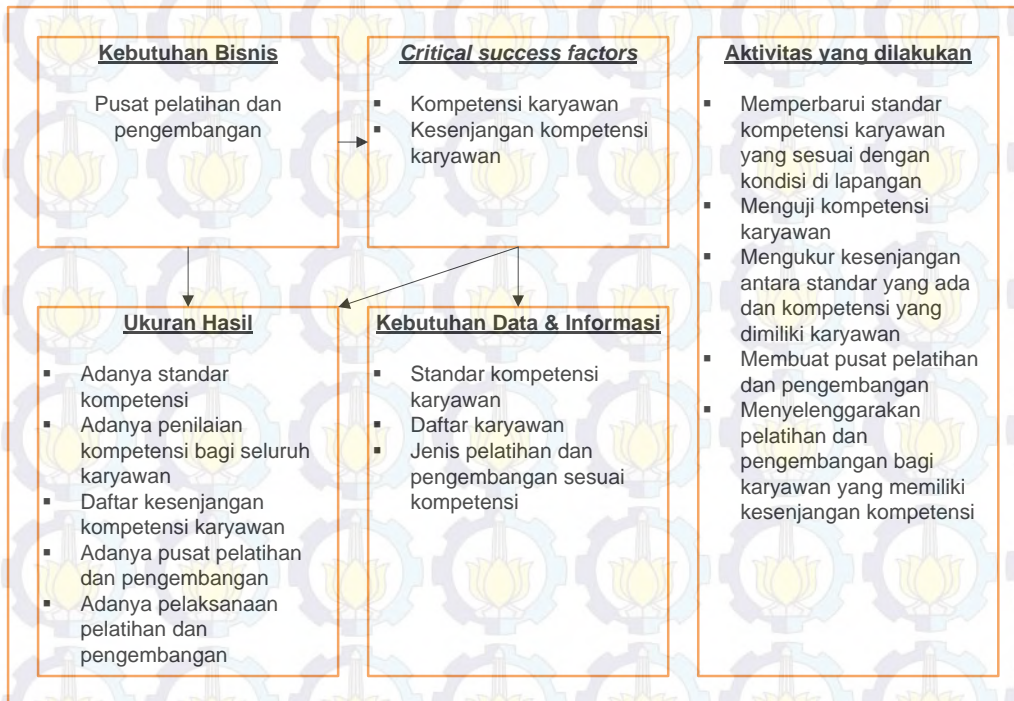 Kebutuhan Bisnis
Pusat pelatihan dan
pengembangan
Critical success factors
▪ Kompetensi karyawan
▪ Kesenjangan kompetensi
karyawan
Aktivitas yang dilakukan
▪ Memperbarui standar
kompetensi karyawan
yang sesuai dengan
kondisi di lapangan
▪ Menguji kompetensi
karyawan
▪ Mengukur kesenjangan
antara standar yang ada
dan kompetensi yang
dimiliki karyawan
▪ Membuat pusat pelatihan
dan pengembangan
▪ Menyelenggarakan
pelatihan dan
pengembangan bagi
karyawan yang memiliki
kesenjangan kompetensi
Ukuran Hasil
▪ Adanya standar
kompetensi
▪ Adanya penilaian
kompetensi bagi seluruh
karyawan
▪ Daftar kesenjangan
kompetensi karyawan
▪ Adanya pusat pelatihan
dan pengembangan
▪ Adanya pelaksanaan
pelatihan dan
pengembangan
Kebutuhan Data & Informasi
▪ Standar kompetensi
karyawan
▪ Daftar karyawan
▪ Jenis pelatihan dan
pengembangan sesuai
kompetensi